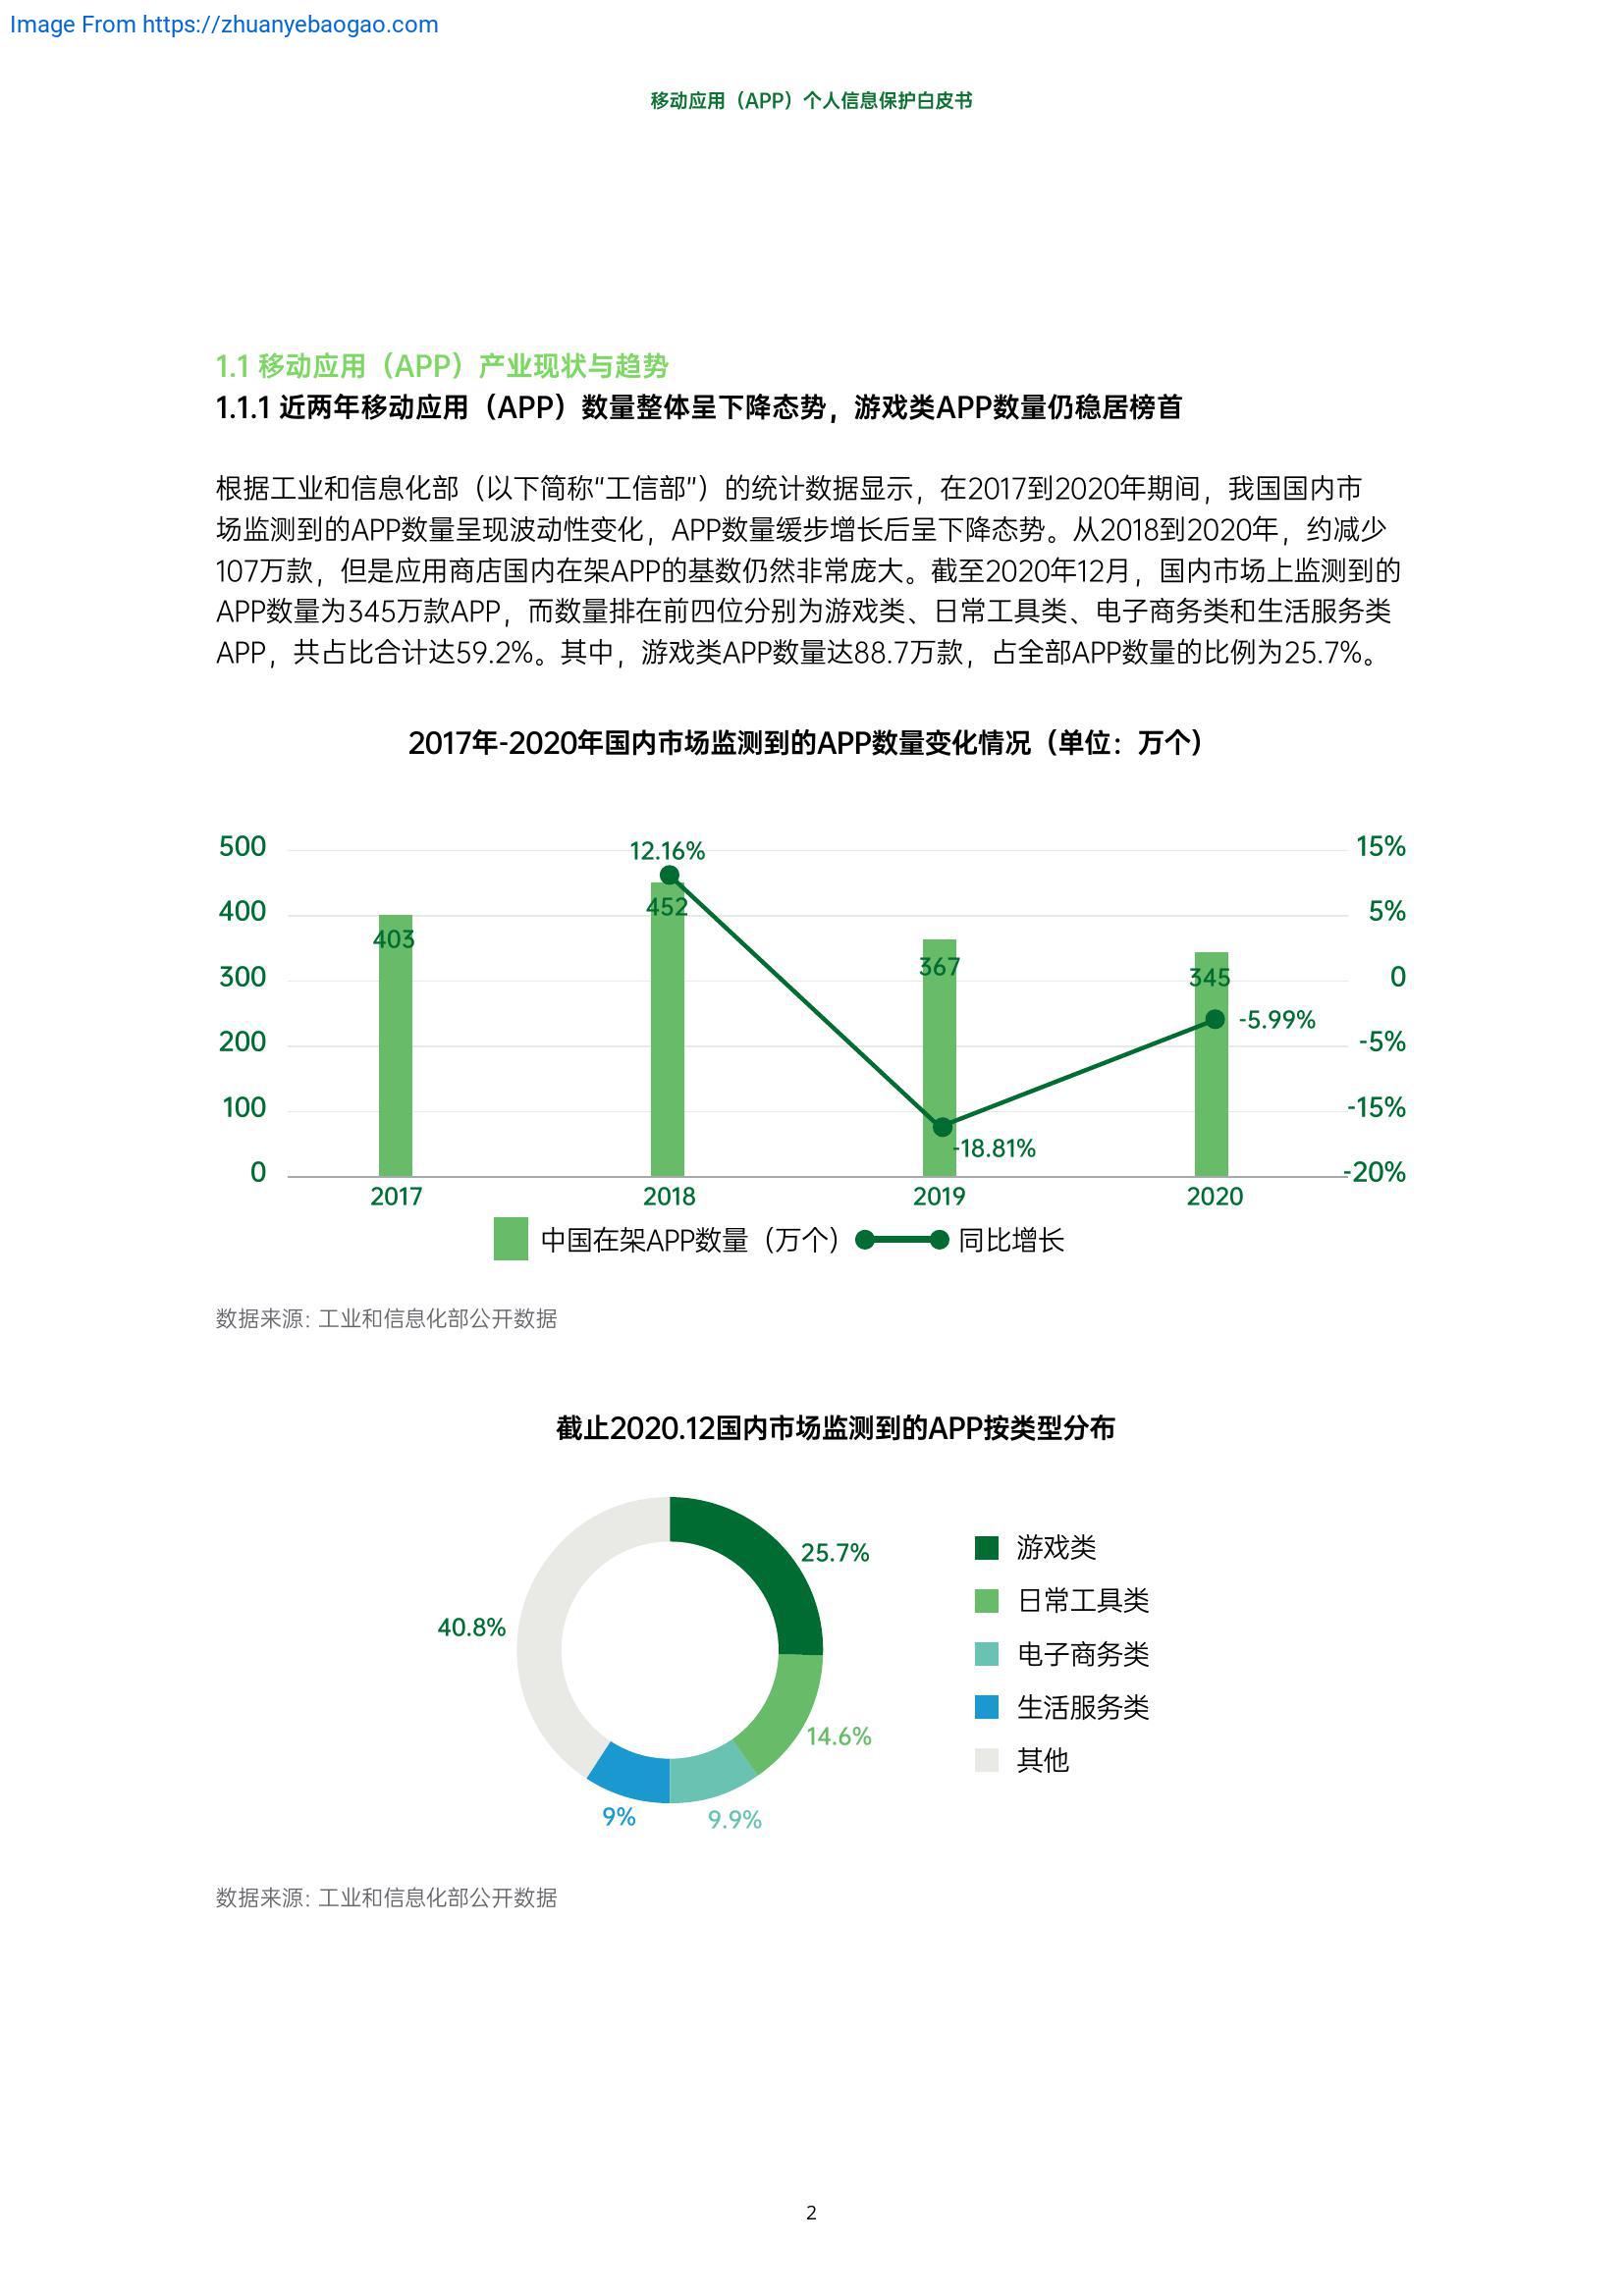 Image From https://zhuanyebaogao.com
移动应用（APP）个人信息保护白皮书
1.1 移动应用（APP）产业现状与趋势
1.1.1 近两年移动应用（APP）数量整体呈下降态势，游戏类APP数量仍稳居榜首
根据工业和信息化部（以下简称“工信部”）的统计数据显示，在2017到2020年期间，我国国内市
场监测到的APP数量呈现波动性变化，APP数量缓步增长后呈下降态势。从2018到2020年，约减少
107万款，但是应用商店国内在架APP的基数仍然非常庞大。截至2020年12月，国内市场上监测到的
APP数量为345万款APP，而数量排在前四位分别为游戏类、日常工具类、电子商务类和生活服务类
APP，共占比合计达59.2%。其中，游戏类APP数量达88.7万款，占全部APP数量的比例为25.7%。
2017年-2020年国内市场监测到的APP数量变化情况（单位：万个）
500
12.16%
15%
452
400
5%
403
367
300
345
0
-5.99%
200
-5%
100
-15%
-18.81%
0
-20%
2017
2018
2019
2020
中国在架APP数量（万个）
同比增长
数据来源: 工业和信息化部公开数据
截止2020.12国内市场监测到的APP按类型分布
25.7%
40.8%
14.6%
9%
9.9%
游戏类
日常工具类
电子商务类
生活服务类
其他
数据来源: 工业和信息化部公开数据
2